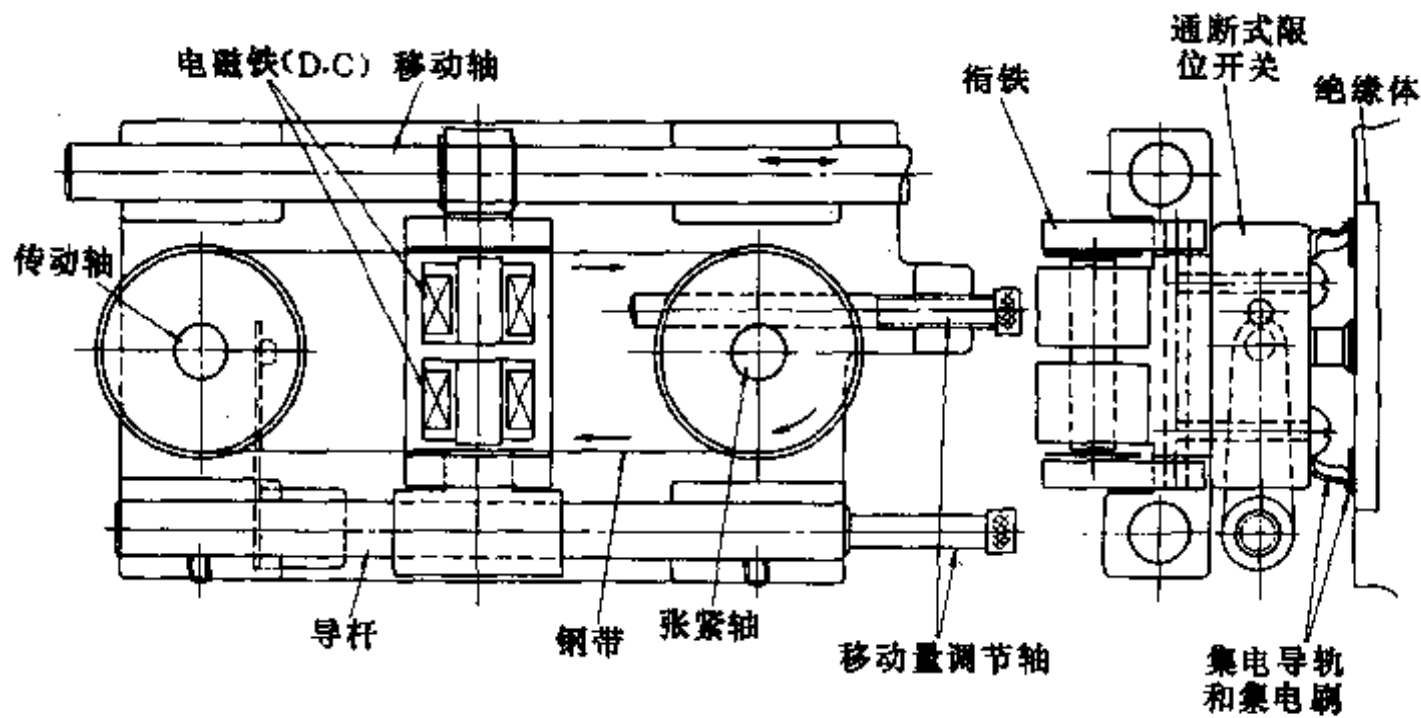 电磁铁(D.C)
移动轴
衔铁
通断式限
位开关
绝缘体
传动轴
导杆
钢带
张紧轴
移动量调节轴
集电导轨
和集电刷